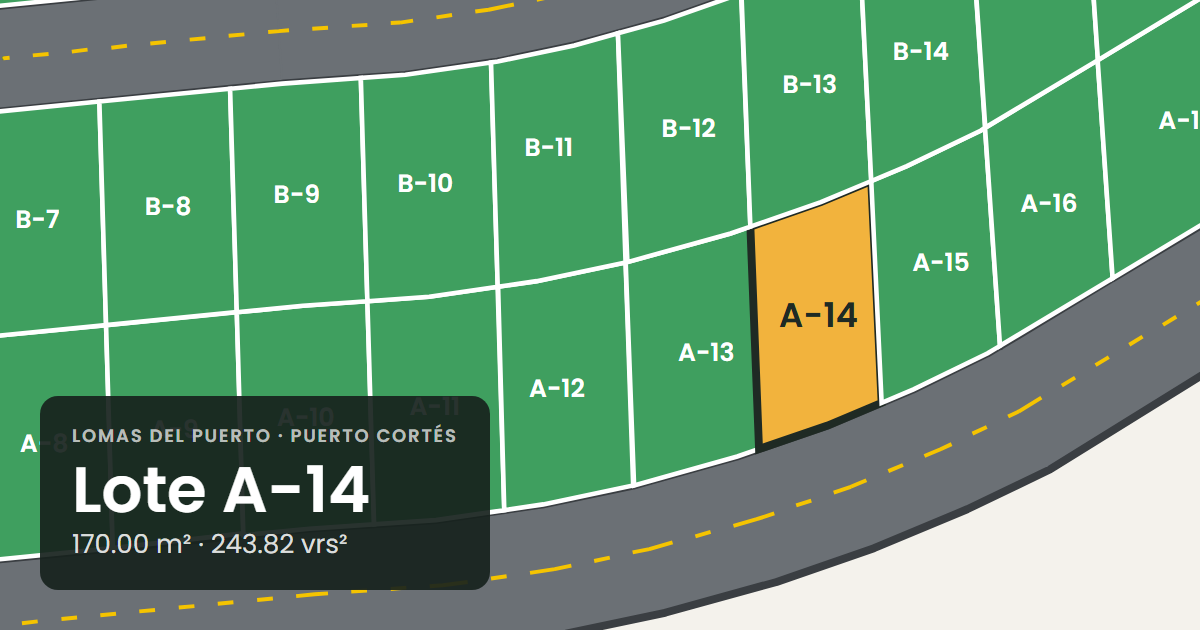 B-14
B-13
A-1
B-12
B-11
B-10
B-9
B-8
B-7
A-16
A-15
A-14
A-13
A-12
A-11
A-10
A-9
A-8
LOMAS DEL PUERTO · PUERTO CORTÉS
Lote A-14
170.00 m² · 243.82 vrs²